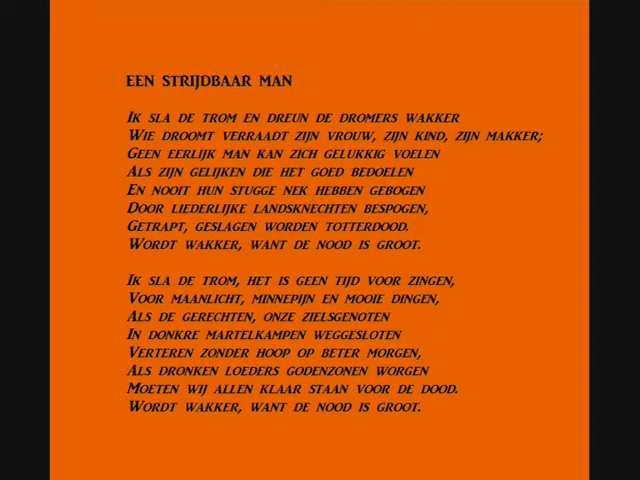 EEN STRIJDBAAR MAN
IK SLA DE TROM EN DREUN DE DROMERS WAKKER
WIE DROOMT VERRAADT ZIJN VROUW, ZIJN KIND, ZIJN MAKKER;
GEEN EERLIJK MAN KAN ZICH GELUKKIG VOELEN
ALS ZIJN GELIJKEN DIE HET GOED BEDOELEN
EN NOOIT HUN STUGGE NEK HEBBEN GEBOGEN
DOOR LIEDERLIJKE LANDSKNECHTEN BESPOGEN,
GETRAPT, GESLAGEN WORDEN TOTTERDOOD.
WORDT WAKKER, WANT DE NOOD IS GROOT.
IK SLA DE TROM, HET IS GEEN TIJD VOOR ZINGEN,
VOOR MAANLICHT, MINNEPIJN EN MOOIE DINGEN,
ALS DE GERECHTEN, ONZE ZIELSGENOTEN
IN DONKRE MARTELKAMPEN WEGGESLOTEN
VERTEREN ZONDER HOOP OP BETER MORGEN,
ALS DRONKEN LOEDERS GODENZONEN WORGEN
MOETEN WIJ ALLEN KLAAR STAAN VOOR DE DOOD.
WORDT WAKKER, WANT DE NOOD IS GROOT.